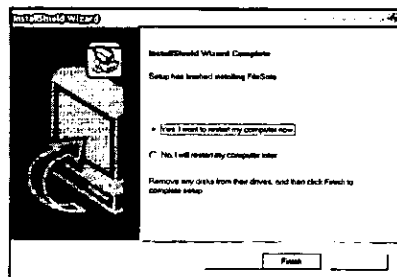 InstallShield Wizard
InstallShield Wizard Complete
Setup has finished installing FileSafe
Yes, I want to restart my computer now.
No, I will restart my computer later.
Remove any disks from their drives, and then click Finish to
complete setup.
Finish